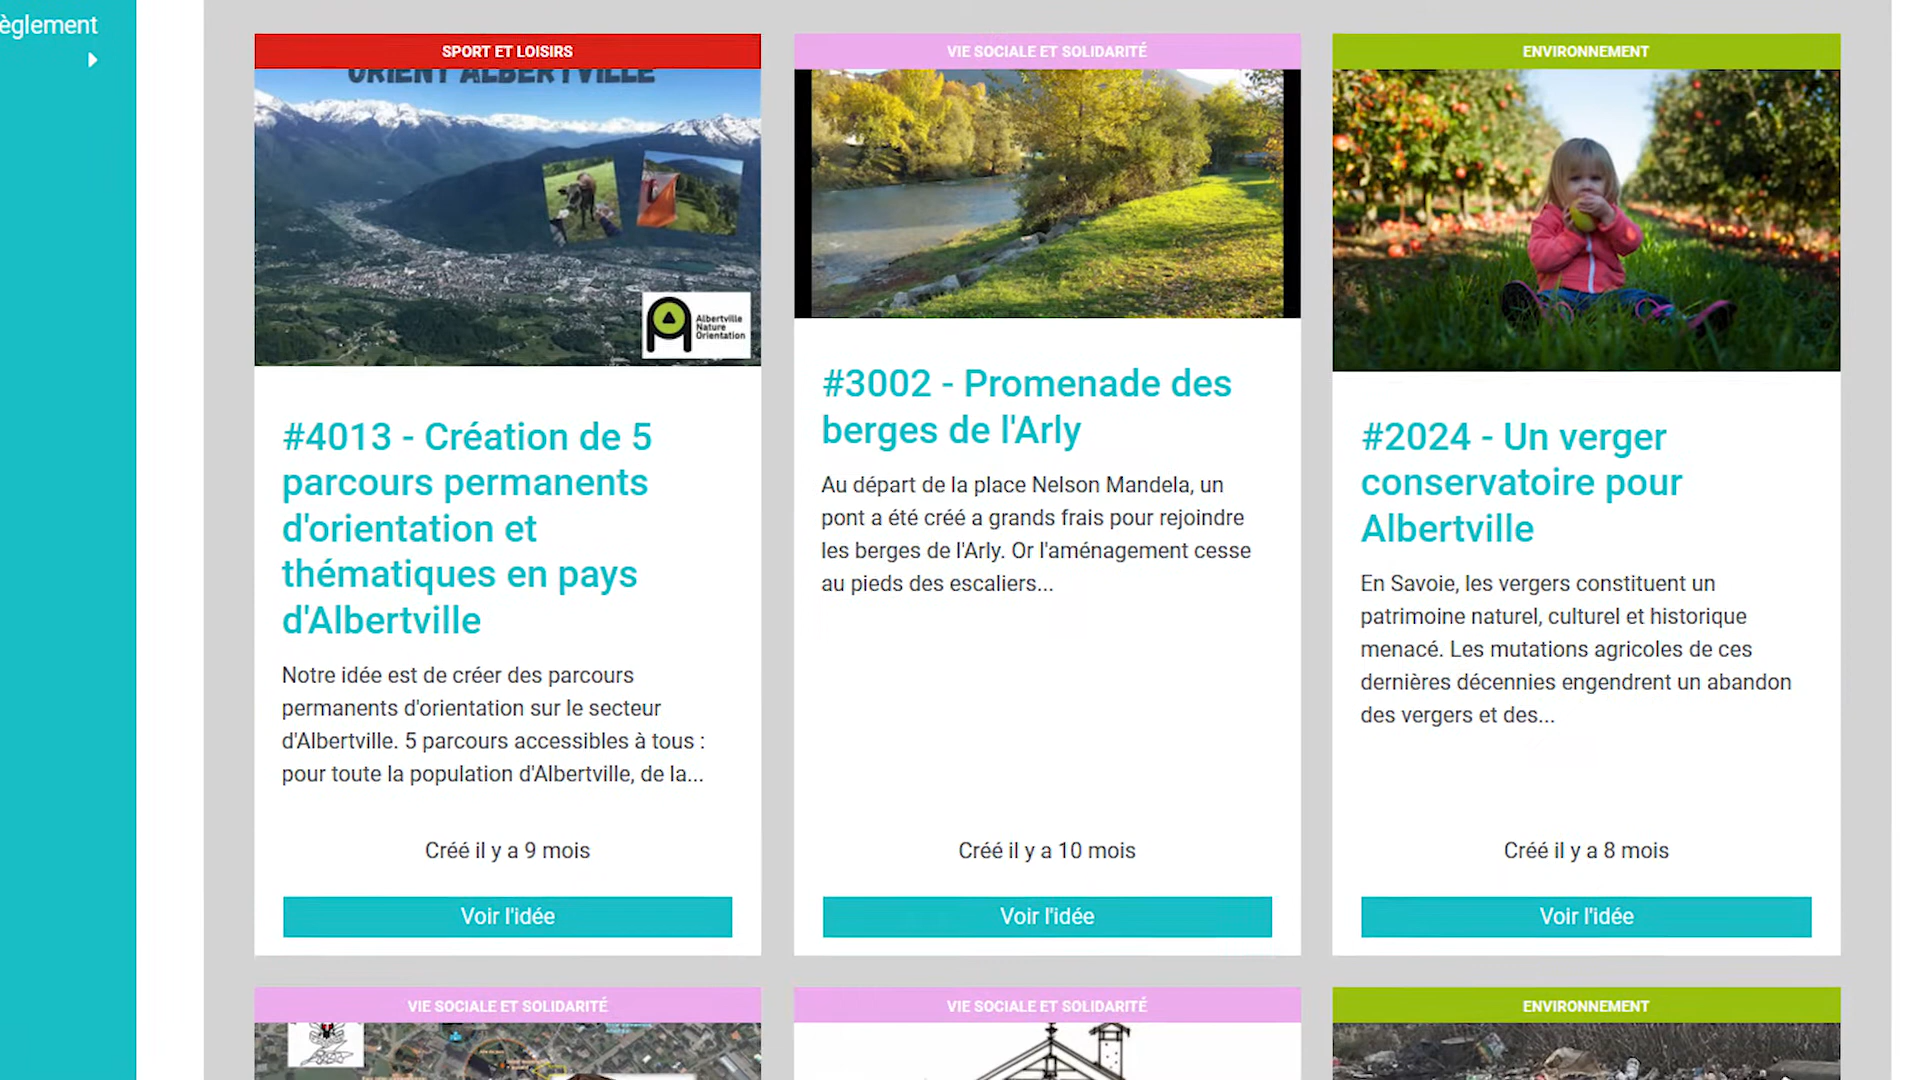 èglement
SPORT ET LOISIRS
ORIENT ALBERTVILLE
Albertville
Nature
Orientation
#4013 - Création de 5
parcours permanents
d'orientation et
thématiques en pays
d'Albertville
Notre idée est de créer des parcours
permanents d'orientation sur le secteur
d'Albertville. 5 parcours accessibles à tous :
pour toute la population d'Albertville, de la...
Créé il y a 9 mois
Voir l'idée
VIE SOCIALE ET SOLIDARITÉ
#3002 - Promenade des
berges de l'Arly
Au départ de la place Nelson Mandela, un
pont a été créé a grands frais pour rejoindre
les berges de l'Arly. Or l'aménagement cesse
au pieds des escaliers...
Créé il y a 10 mois
Voir l'idée
ENVIRONNEMENT
#2024 - Un verger
conservatoire pour
Albertville
En Savoie, les vergers constituent un
patrimoine naturel, culturel et historique
menacé. Les mutations agricoles de ces
dernières décennies engendrent un abandon
des vergers et des...
Créé il y a 8 mois
Voir l'idée
VIE SOCIALE ET SOLIDARITÉ
VIE SOCIALE ET SOLIDARITÉ
ENVIRONNEMENT